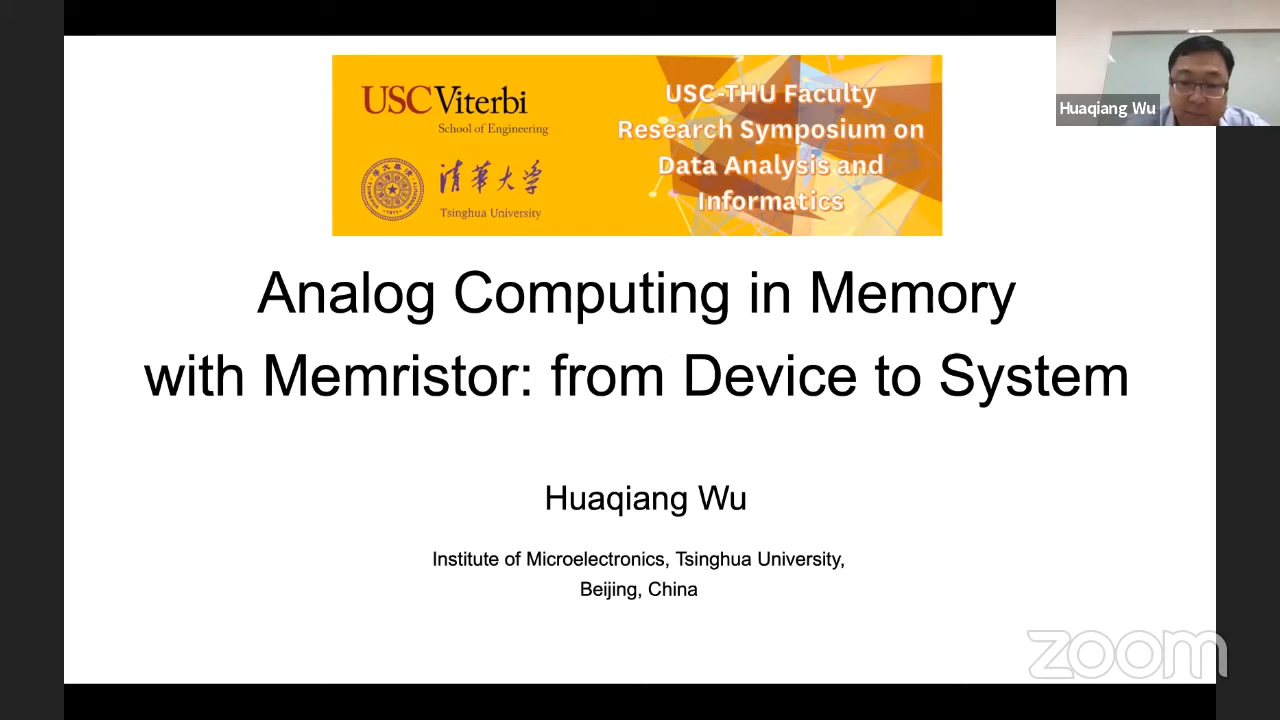 USC Viterbi
School of Engineering
清華大学
Tsinghua University
USC-THU Faculty
Research Symposium on
Data Analysis and
Informatics
Huaqiang Wu
Analog Computing in Memory
with Memristor: from Device to System
Huaqiang Wu
Institute of Microelectronics, Tsinghua University,
Beijing, China
zoom